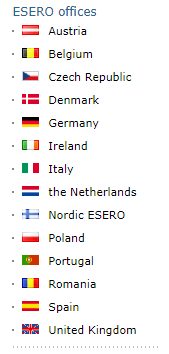 ESERO offices
Austria
Belgium
Czech Republic
Denmark
Germany
Ireland
Italy
the Netherlands
Nordic ESERO
Poland
Portugal
Romania
Spain
United Kingdom